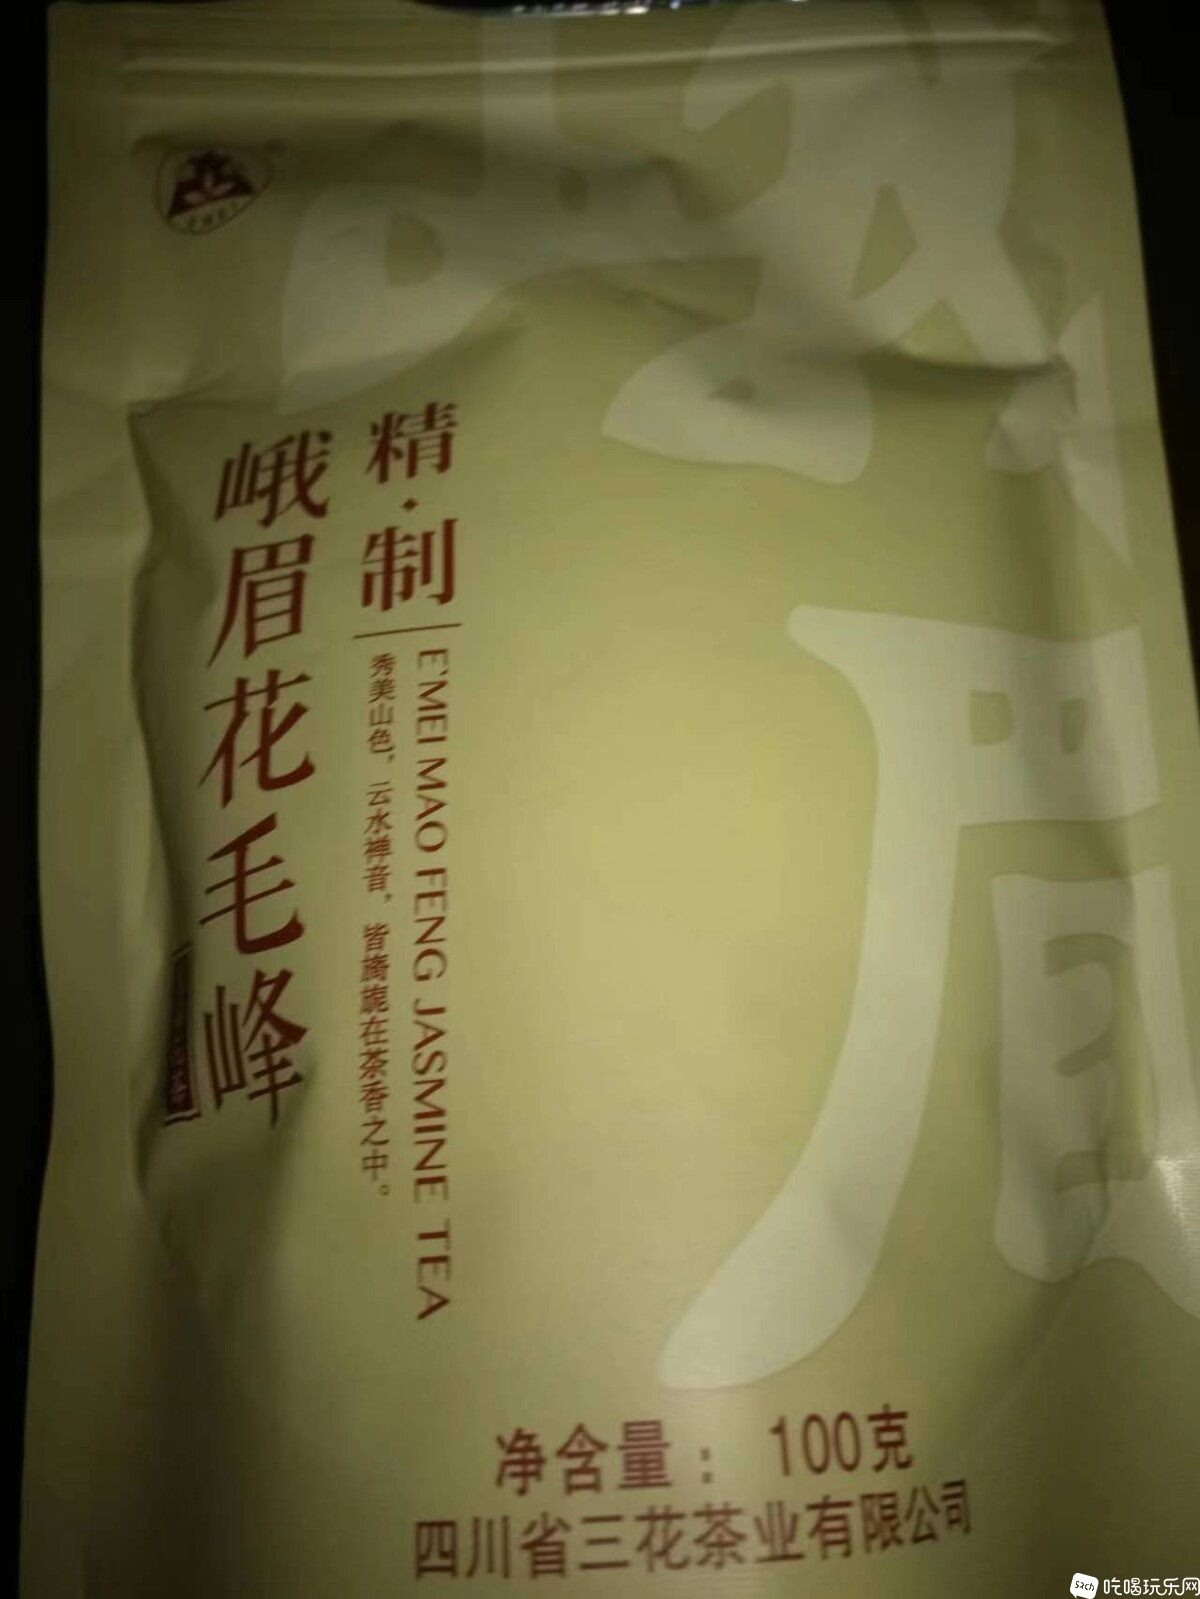 峨眉
精·制
峨眉花毛峰
E'MEI MAO FENG JASMINE TEA
秀美山色，云水禅音，皆旖旎在茶香之中。
净含量：100克
四川省三花茶业有限公司
吃喝玩乐网